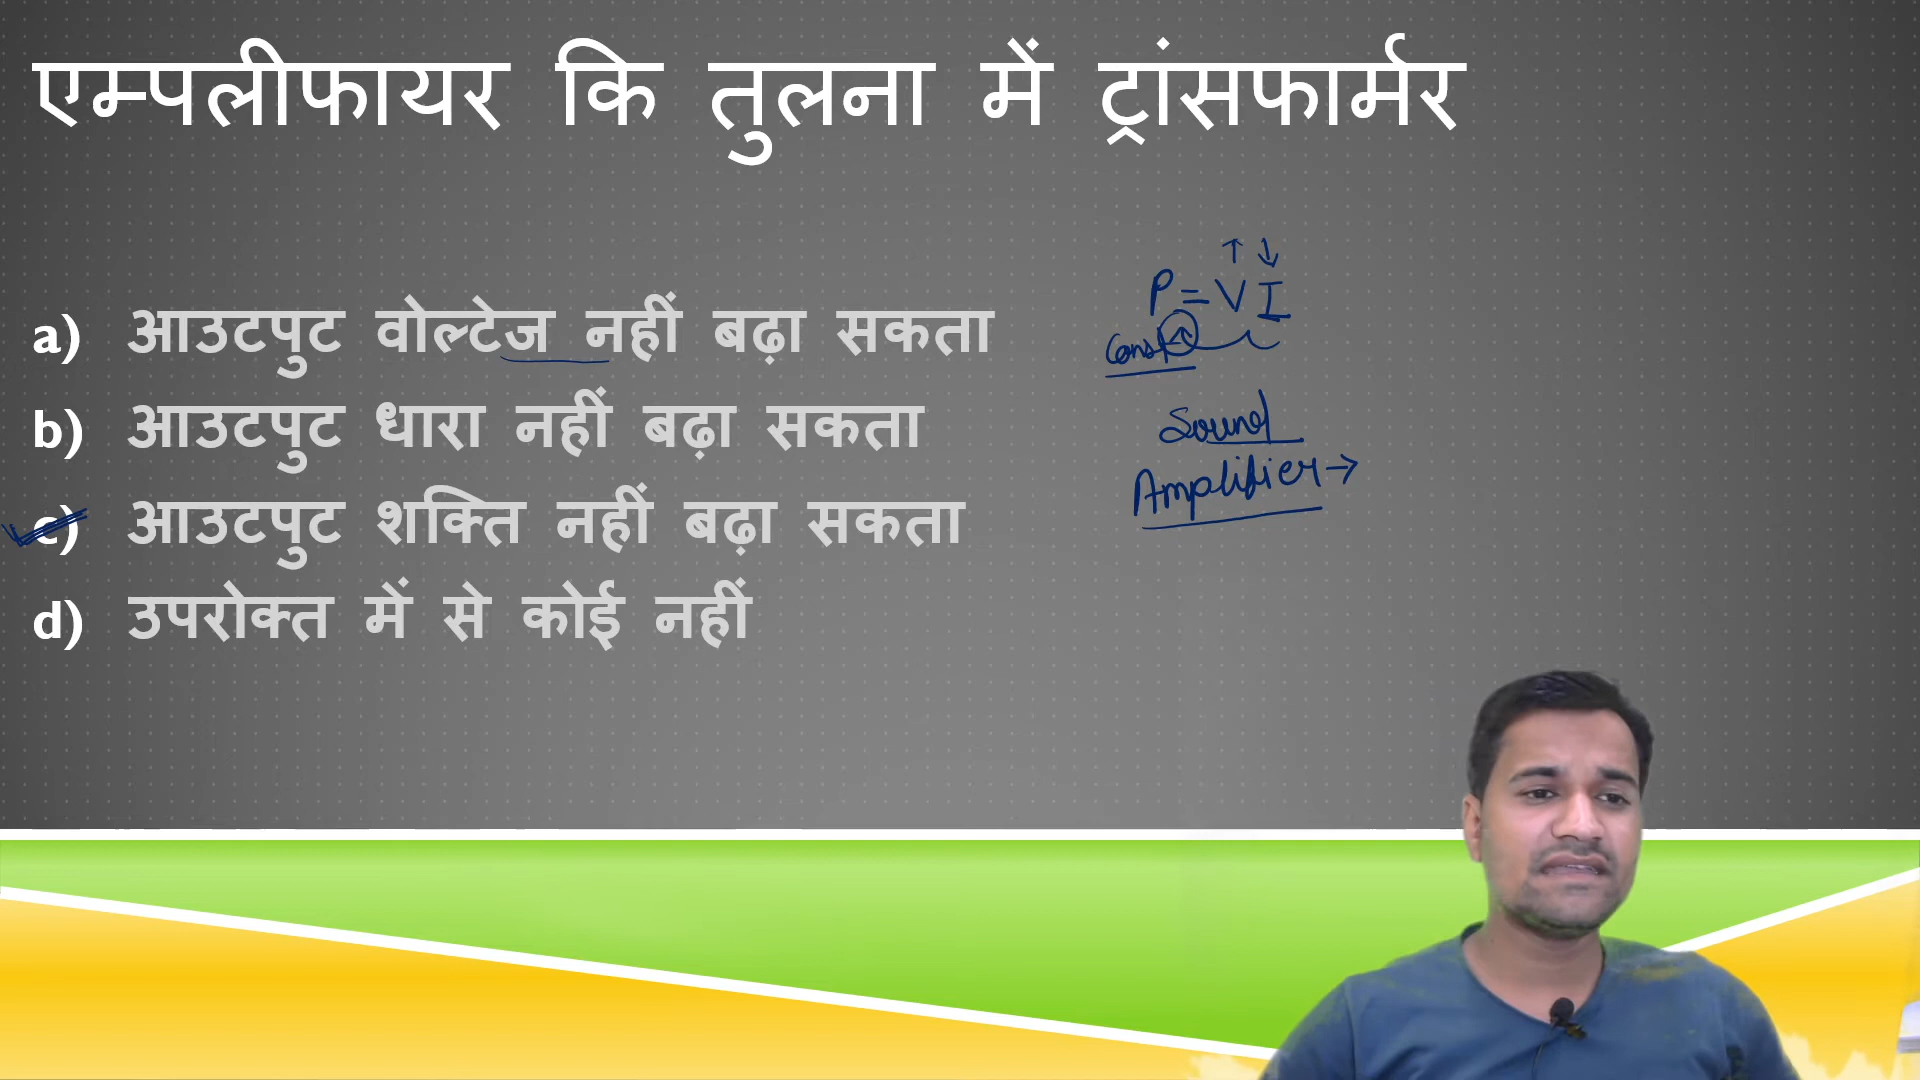 एम्पलीफायर कि तुलना में ट्रांसफार्मर
a) आउटपुट वोल्टेज नहीं बढ़ा सकता
b) आउटपुट धारा नहीं बढ़ा सकता
c) आउटपुट शक्ति नहीं बढ़ा सकता
d) उपरोक्त में से कोई नहीं
↑ ↓
P = V I
Const
Sound
Amplifier →